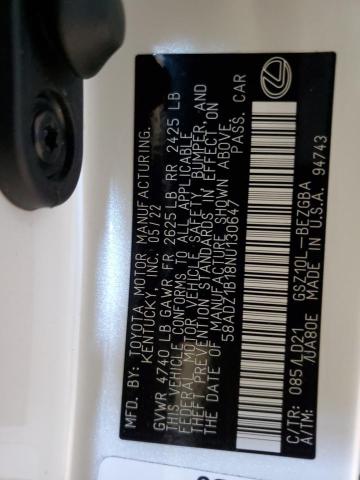 MFD. BY: TOYOTA MOTOR MANUFACTURING,
KENTUCKY, INC. 05/22
GVWR 4740 LB GAWR FR 2625 LB RR 2425 LB
THIS VEHICLE CONFORMS TO ALL APPLICABLE
FEDERAL MOTOR VEHICLE SAFETY, BUMPER, AND
THEFT PREVENTION STANDARDS IN EFFECT ON
THE DATE OF MANUFACTURE SHOWN ABOVE.
58ADZ1B18NU130647 PASS. CAR
C/TR: 085/LD21 GSZ10L-BEZGBA
A/TM: /UA80E MADE IN U.S.A. 94743